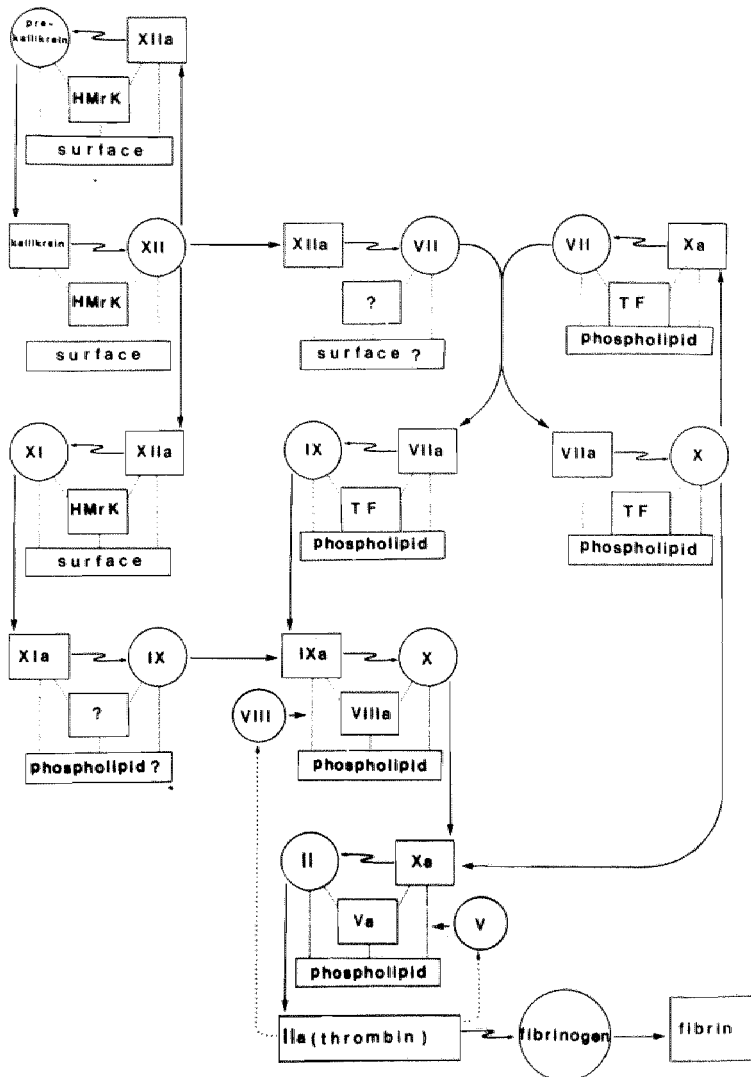 pre-
kallikrein
XIIa
HMrK
surface
kallikrein
XII
HMrK
surface
XIIa
VII
?
surface ?
VII
Xa
TF
phospholipid
XI
XIIa
HMrK
surface
IX
VIIa
TF
phospholipid
VIIa
X
TF
phospholipid
XIa
IX
?
phospholipid ?
IXa
X
VIII
VIIIa
phospholipid
II
Xa
Va
V
phospholipid
IIa (thrombin)
fibrinogen
fibrin